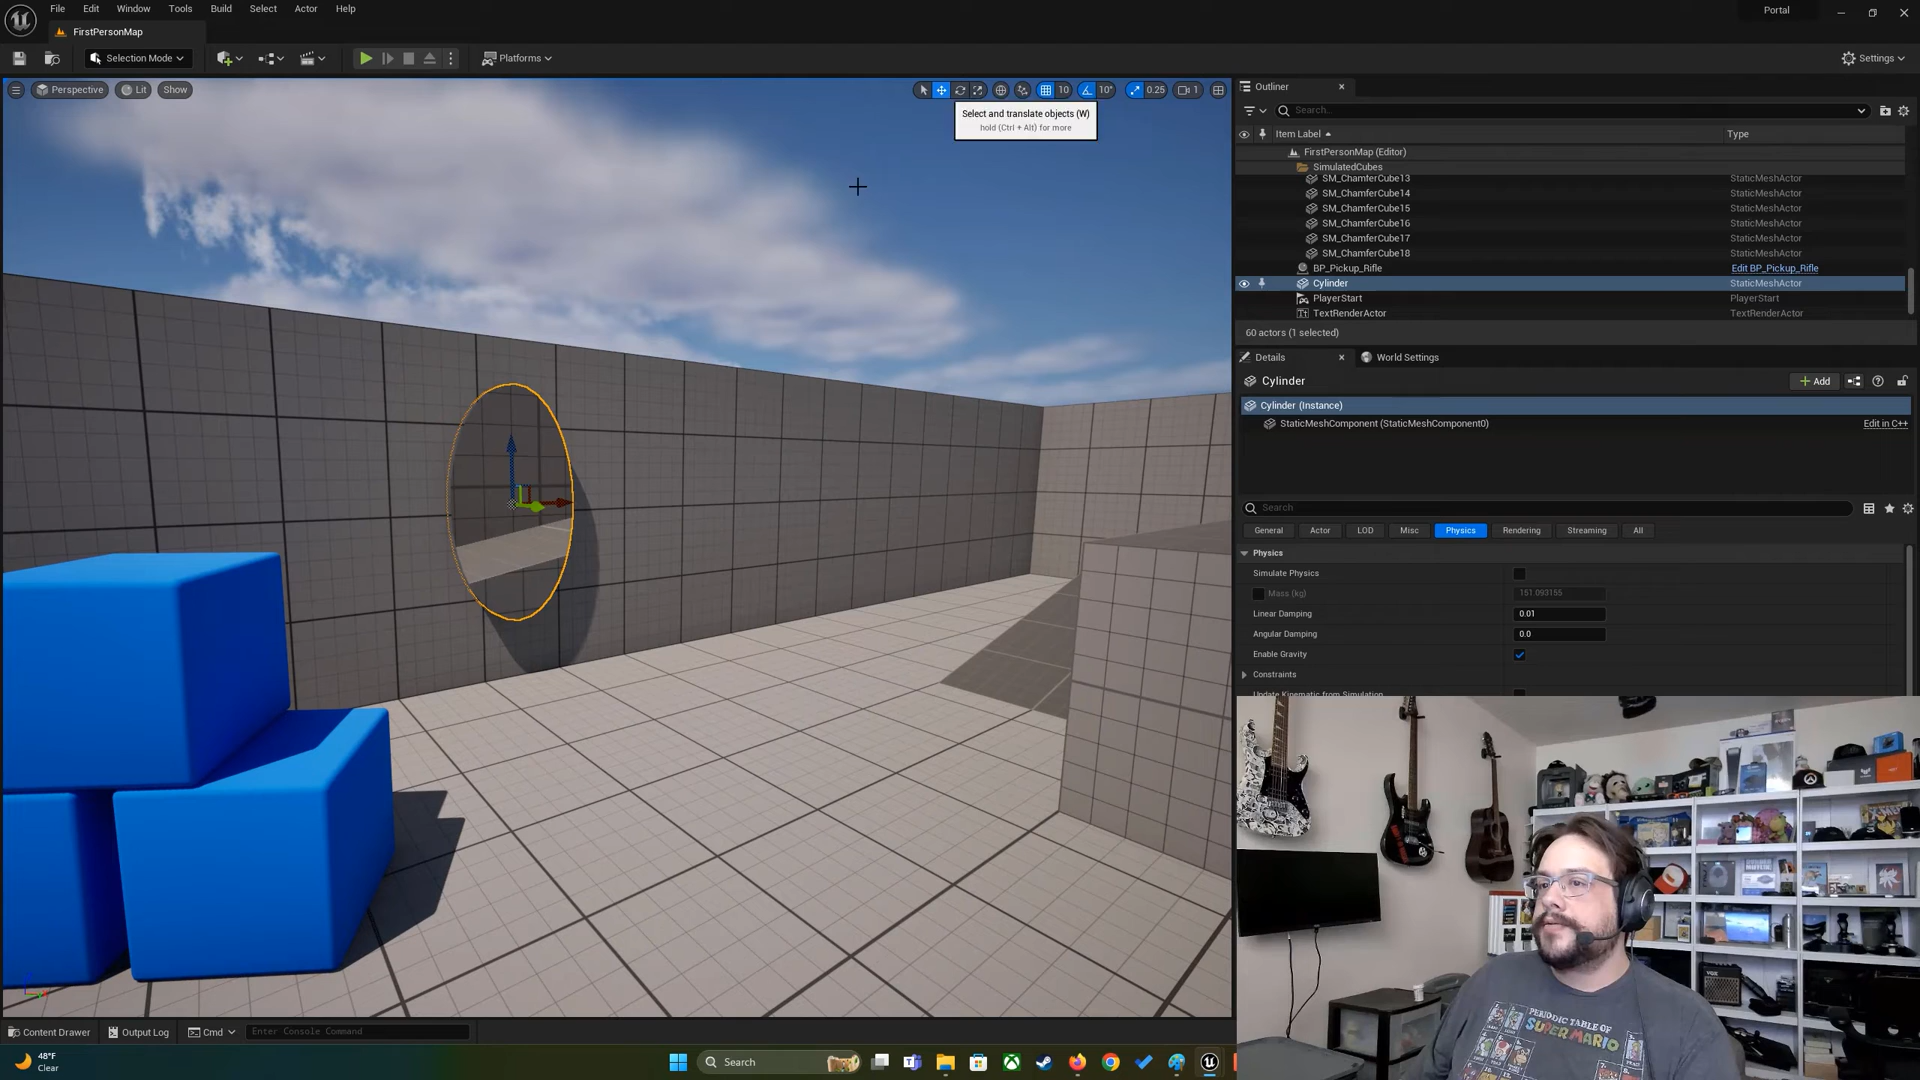 File Edit Window Tools Build Select Actor Help
Portal
FirstPersonMap
Selection Mode
Platforms
Settings
Perspective
Lit
Show
10
10°
0.25
1
Select and translate objects (W)
hold (Ctrl + Alt) for more
Outliner
Search...
Item Label
Type
FirstPersonMap (Editor)
SimulatedCubes
SM_ChamferCube13 StaticMeshActor
SM_ChamferCube14 StaticMeshActor
SM_ChamferCube15 StaticMeshActor
SM_ChamferCube16 StaticMeshActor
SM_ChamferCube17 StaticMeshActor
SM_ChamferCube18 StaticMeshActor
BP_Pickup_Rifle Edit BP_Pickup_Rifle
Cylinder StaticMeshActor
PlayerStart PlayerStart
TextRenderActor TextRenderActor
60 actors (1 selected)
Details
World Settings
Cylinder
Add
Cylinder (Instance)
StaticMeshComponent (StaticMeshComponent0) Edit in C++
Search
General Actor LOD Misc Physics Rendering Streaming All
Physics
Simulate Physics
Mass (kg) 151.093155
Linear Damping 0.01
Angular Damping 0.0
Enable Gravity
Constraints
Update Kinematic from Simulation
PERIODIC TABLE OF
SUPER MARIO
VOX
Content Drawer
Output Log
Cmd
Enter Console Command
48°F
Clear
Search